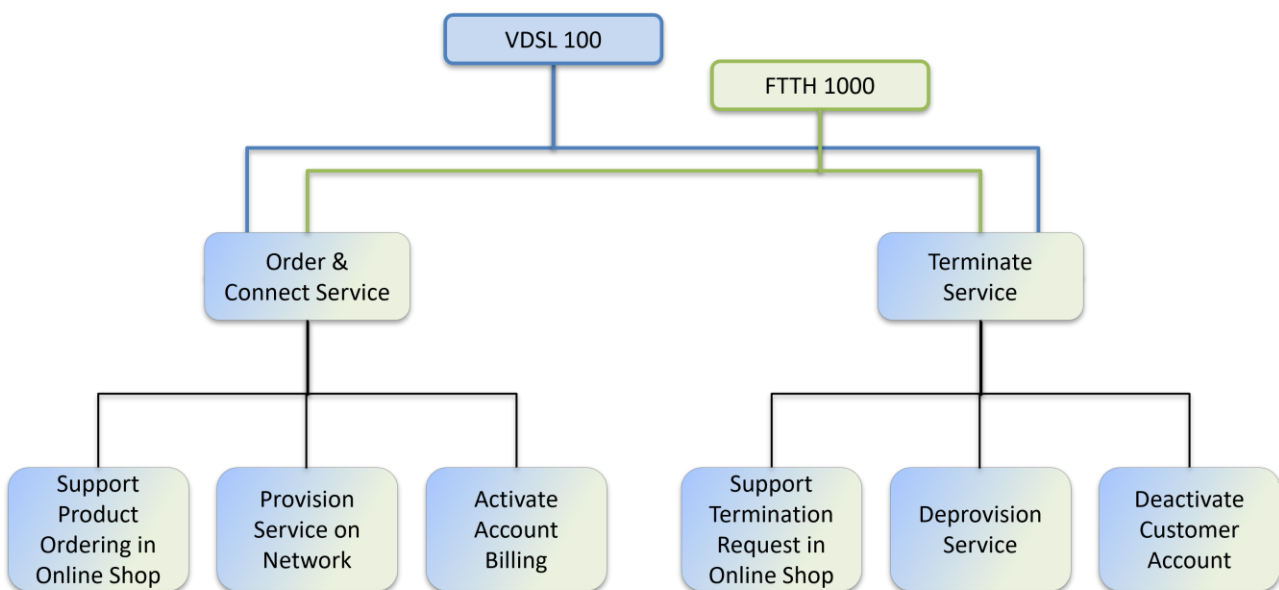 VDSL 100
FTTH 1000
Order &
Connect Service
Terminate
Service
Support
Product
Ordering in
Online Shop
Provision
Service on
Network
Activate
Account
Billing
Support
Termination
Request in
Online Shop
Deprovision
Service
Deactivate
Customer
Account